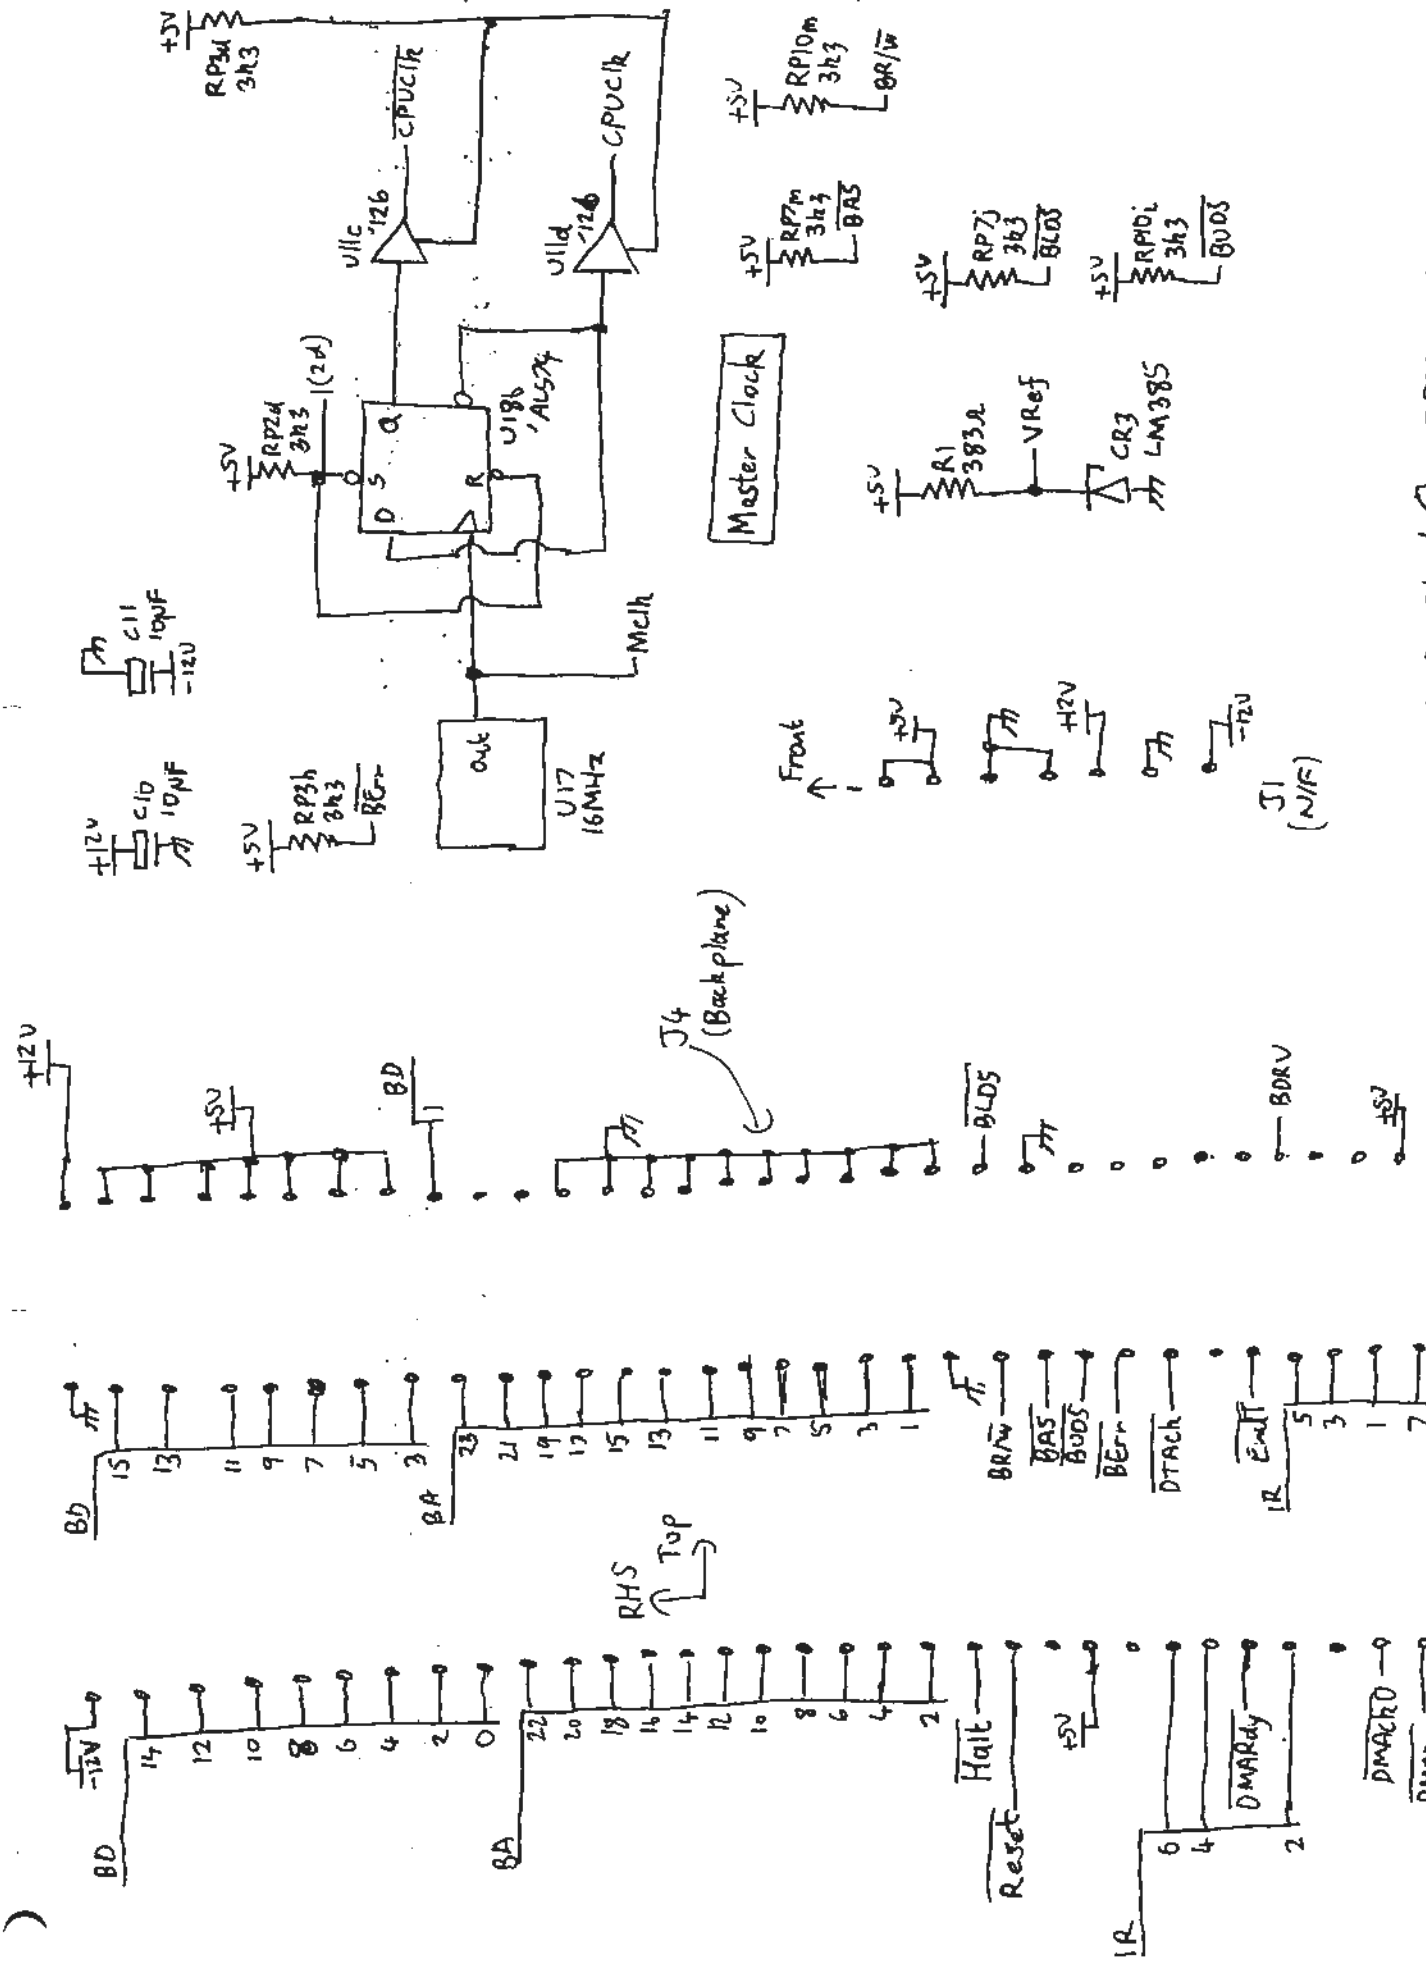 -12V
BD
14
12
10
8
6
4
2
0
BA
22
20
18
16
14
12
10
8
6
4
2
Halt
Reset
+5V
IR
6
4
DMARdy
2
DMAck0
RHS
Top
BD
15
13
11
9
7
5
3
BA
23
21
19
17
15
13
11
9
7
5
3
1
BR/W
BAS
BUDS
BErr
DTAck
IR
5
3
1
7
+12V
+5V
BD
1
J4
(Backplane)
BLDS
BDRV
+5V
+12V
C10
10µF
C11
10µF
-12V
+5V
RP3h
3k3
BErr
Out
U17
16MHz
Mclk
+5V
RP2d
3k3
1(2d)
D
S
Q
R
U18b
'ALS74
U11c
'126
CPUClk
U11d
'126
CPUClk
+5V
RP3d
3k3
Master Clock
+5V
RP7m
3k3
BAS
+5V
RP10m
3k3
BR/W
Front
1
+5V
+12V
-12V
J1
(N/F)
+5V
R1
383Ω
VRef
CR3
LM385
+5V
RP7j
3k3
BLDS
+5V
RP10i
3k3
BUDS